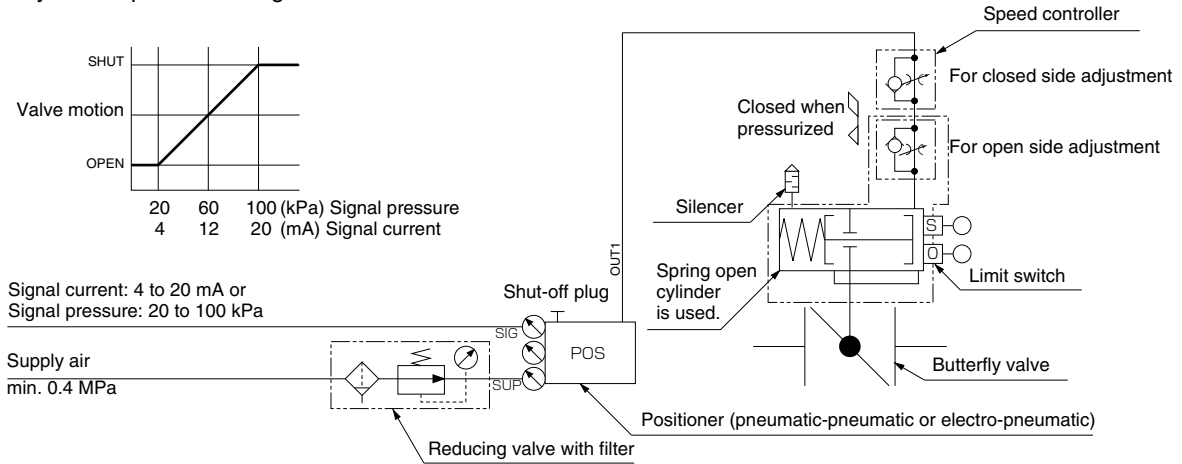 Speed controller
SHUT
Valve motion
OPEN
20 60 100 (kPa) Signal pressure
4 12 20 (mA) Signal current
For closed side adjustment
Closed when
pressurized
For open side adjustment
Silencer
S
O
Limit switch
Spring open
cylinder
is used.
OUT1
Signal current: 4 to 20 mA or
Signal pressure: 20 to 100 kPa
Shut-off plug
SIG
POS
Supply air
min. 0.4 MPa
SUP
Butterfly valve
Positioner (pneumatic-pneumatic or electro-pneumatic)
Reducing valve with filter